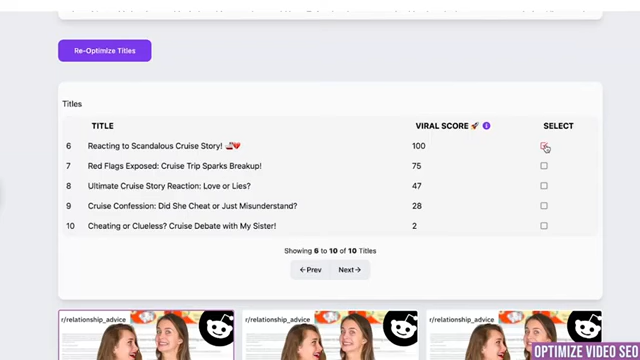 Re-Optimize Titles
Titles
TITLE VIRAL SCORE 🚀 SELECT
6 Reacting to Scandalous Cruise Story! 🚢💔 100
7 Red Flags Exposed: Cruise Trip Sparks Breakup! 75
8 Ultimate Cruise Story Reaction: Love or Lies? 47
9 Cruise Confession: Did She Cheat or Just Misunderstand? 28
10 Cheating or Clueless? Cruise Debate with My Sister! 2
Showing 6 to 10 of 10 Titles
←Prev Next→
r/relationship_advice r/relationship_advice r/relationship_advice
OPTIMIZE VIDEO SEO